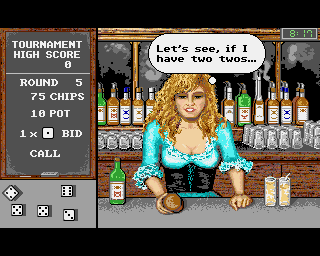 TOURNAMENT
HIGH SCORE
0
ROUND 5
75 CHIPS
10 POT
1 x BID
CALL
Let's see, if I
have two twos...
8:17